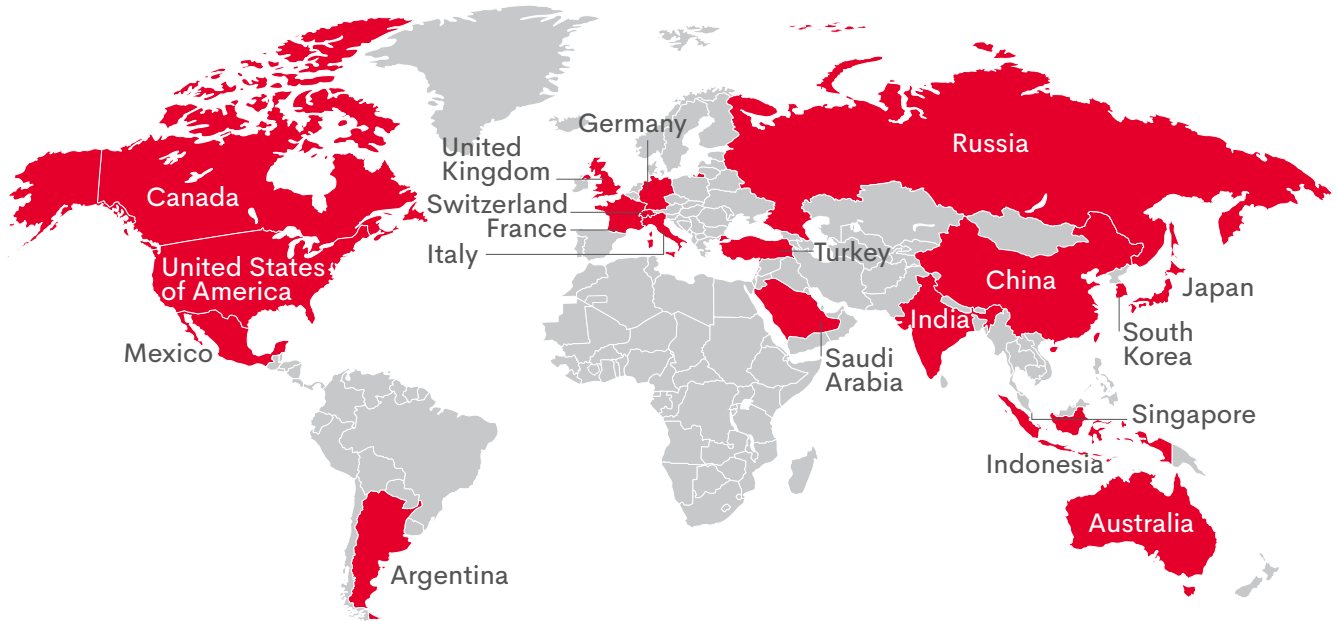 Germany
United
Kingdom
Russia
Canada
Switzerland
France
Italy
Turkey
United States
of America
China
Japan
India
South
Korea
Mexico
Saudi
Arabia
Singapore
Indonesia
Australia
Argentina